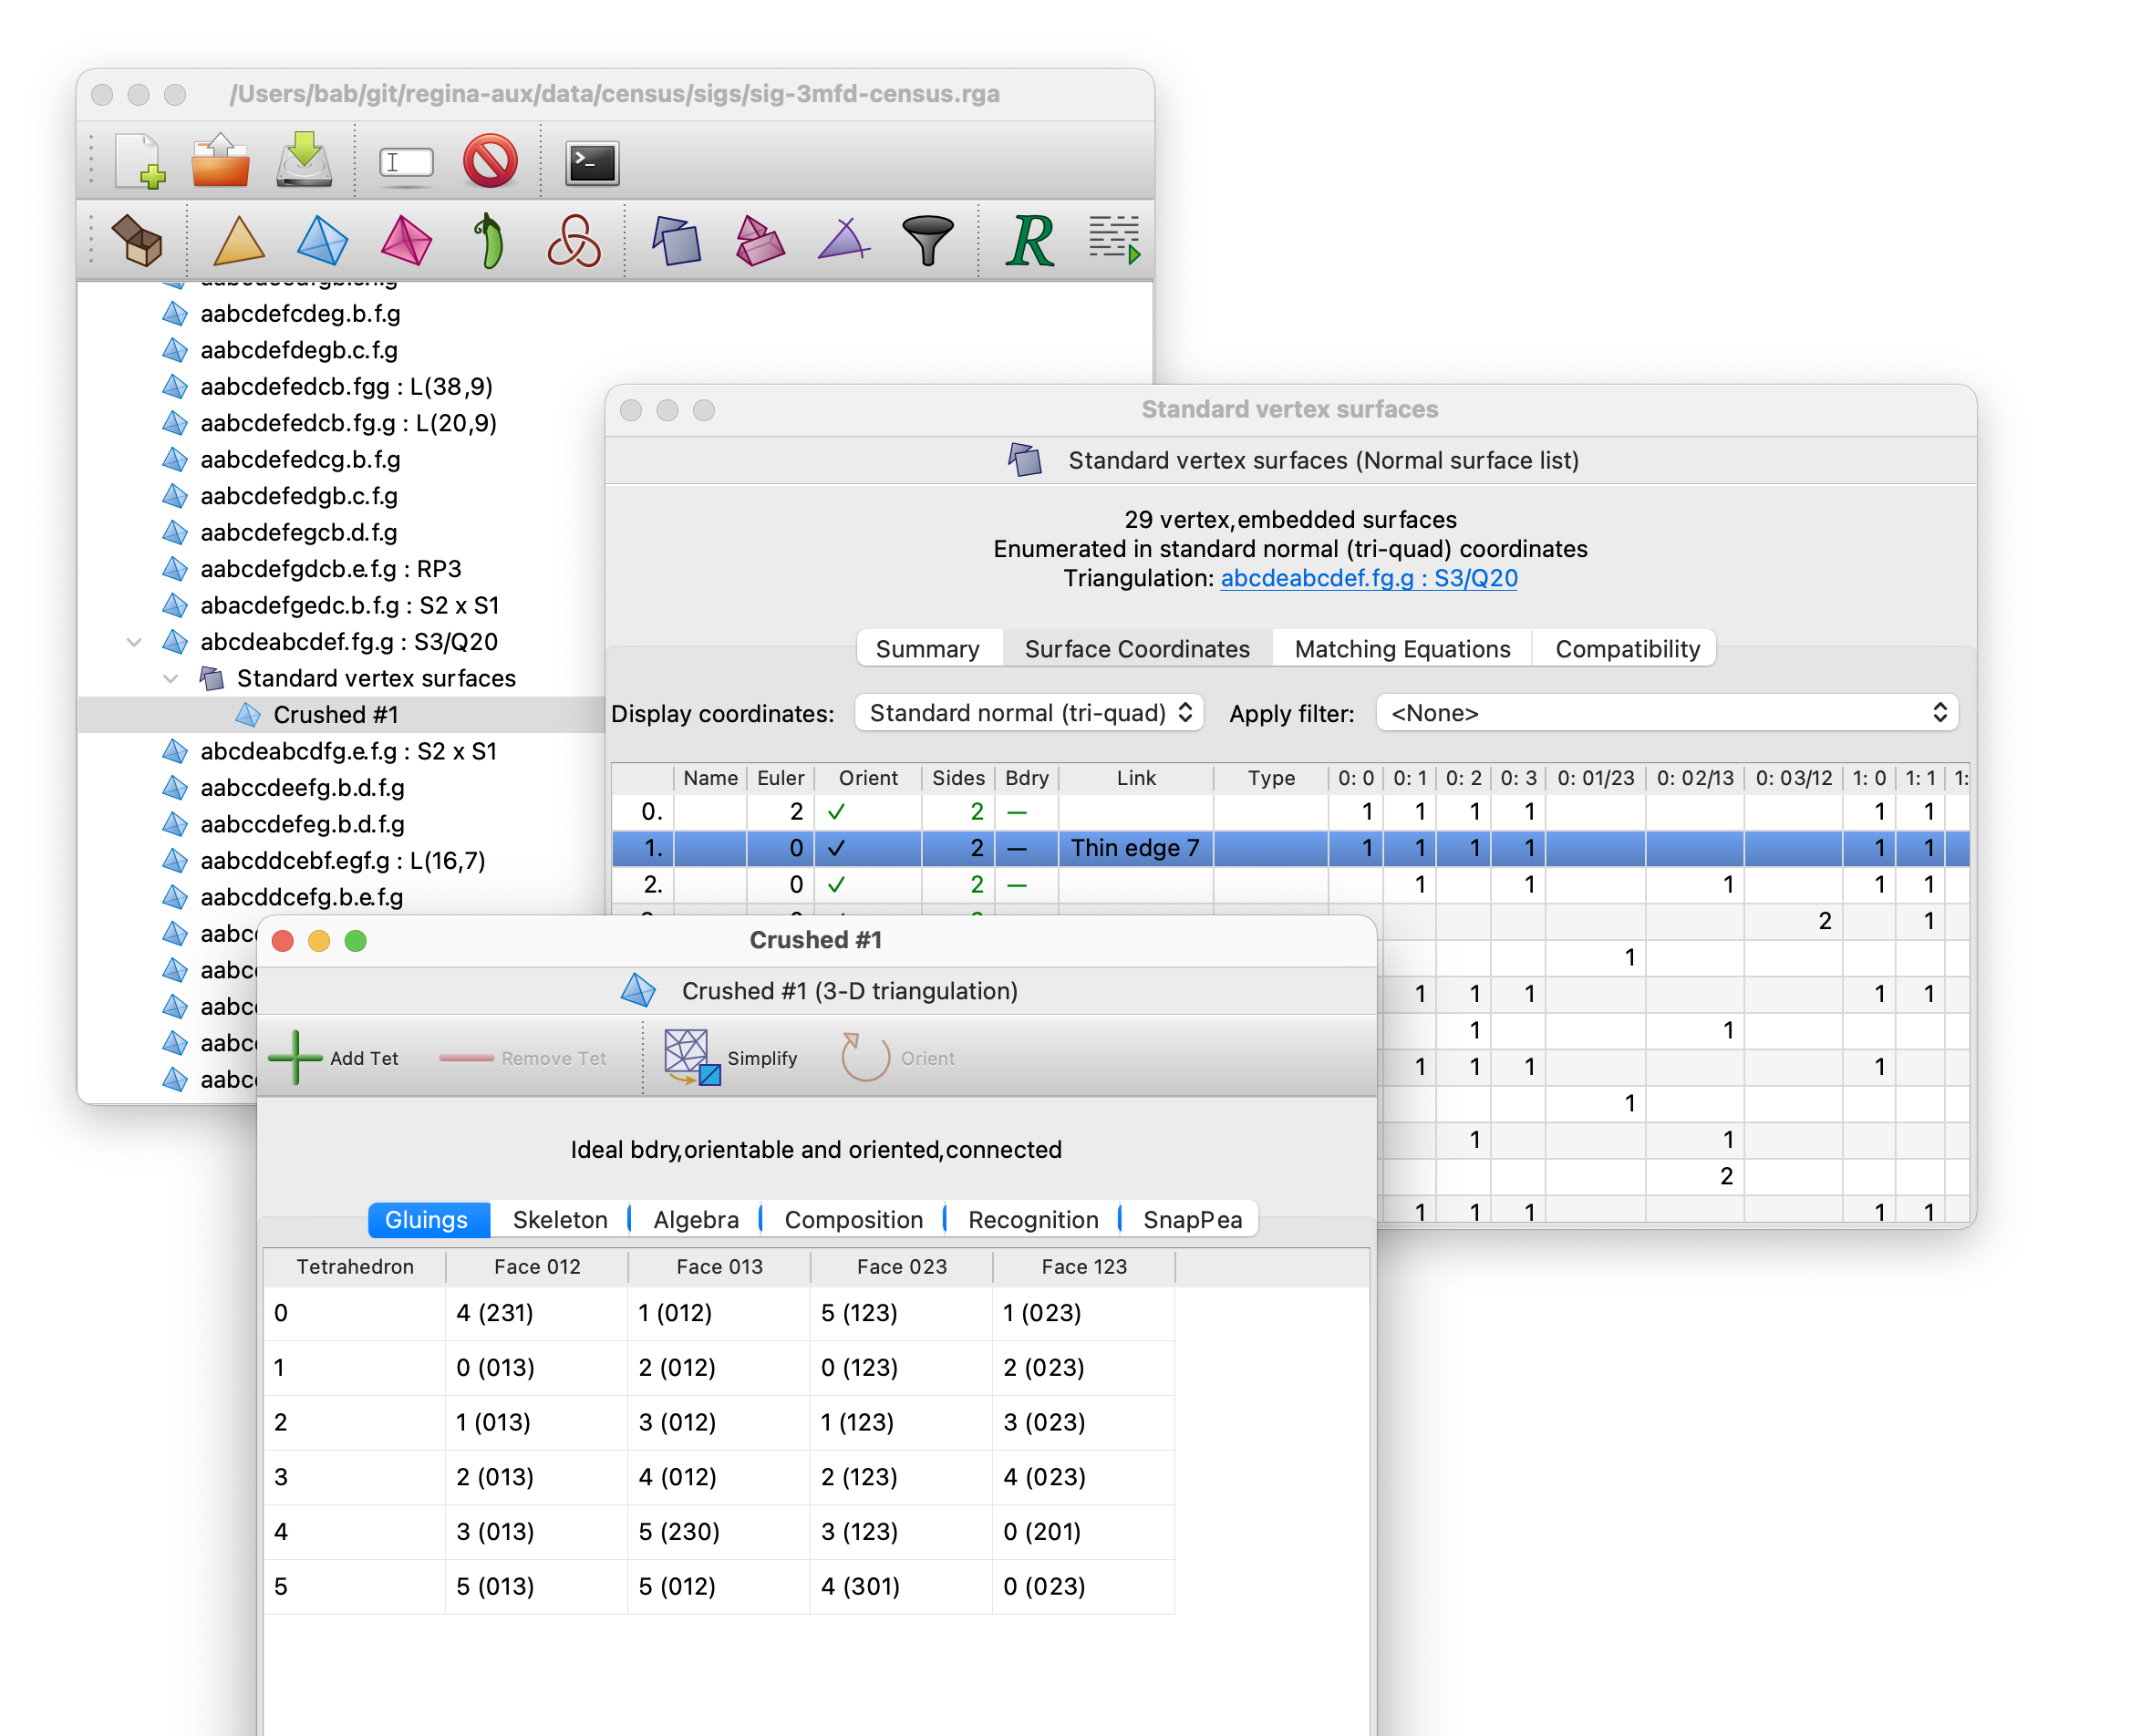 /Users/bab/git/regina-aux/data/census/sigs/sig-3mfd-census.rga
R
aabcdefcdeg.b.f.g
aabcdefdegb.c.f.g
aabcdefedcb.fgg : L(38,9)
aabcdefedcb.fg.g : L(20,9)
aabcdefedcg.b.f.g
aabcdefedgb.c.f.g
aabcdefegcb.d.f.g
aabcdefgdcb.e.f.g : RP3
abacdefgedc.b.f.g : S2 x S1
abcdeabcdef.fg.g : S3/Q20
Standard vertex surfaces
Crushed #1
abcdeabcdfg.e.f.g : S2 x S1
aabccdeefg.b.d.f.g
aabccdefeg.b.d.f.g
aabcddcebf.egf.g : L(16,7)
aabcddcefg.b.e.f.g
Standard vertex surfaces
Standard vertex surfaces (Normal surface list)
29 vertex,embedded surfaces
Enumerated in standard normal (tri-quad) coordinates
Triangulation: abcdeabcdef.fg.g : S3/Q20
Summary Surface Coordinates Matching Equations Compatibility
Display coordinates: Standard normal (tri-quad) Apply filter: <None>
Name Euler Orient Sides Bdry Link Type 0: 0 0: 1 0: 2 0: 3 0: 01/23 0: 02/13 0: 03/12 1: 0 1: 1 1:
0. 2 ✓ 2 — 1 1 1 1 1 1
1. 0 ✓ 2 — Thin edge 7 1 1 1 1 1 1
2. 0 ✓ 2 — 1 1 1 1 1
2 1
1
1 1 1 1 1
1 1
1 1 1 1
1
1 1
2
1 1 1 1 1
Crushed #1
Crushed #1 (3-D triangulation)
Add Tet Remove Tet Simplify Orient
Ideal bdry,orientable and oriented,connected
Gluings Skeleton Algebra Composition Recognition SnapPea
Tetrahedron Face 012 Face 013 Face 023 Face 123
0 4 (231) 1 (012) 5 (123) 1 (023)
1 0 (013) 2 (012) 0 (123) 2 (023)
2 1 (013) 3 (012) 1 (123) 3 (023)
3 2 (013) 4 (012) 2 (123) 4 (023)
4 3 (013) 5 (230) 3 (123) 0 (201)
5 5 (013) 5 (012) 4 (301) 0 (023)